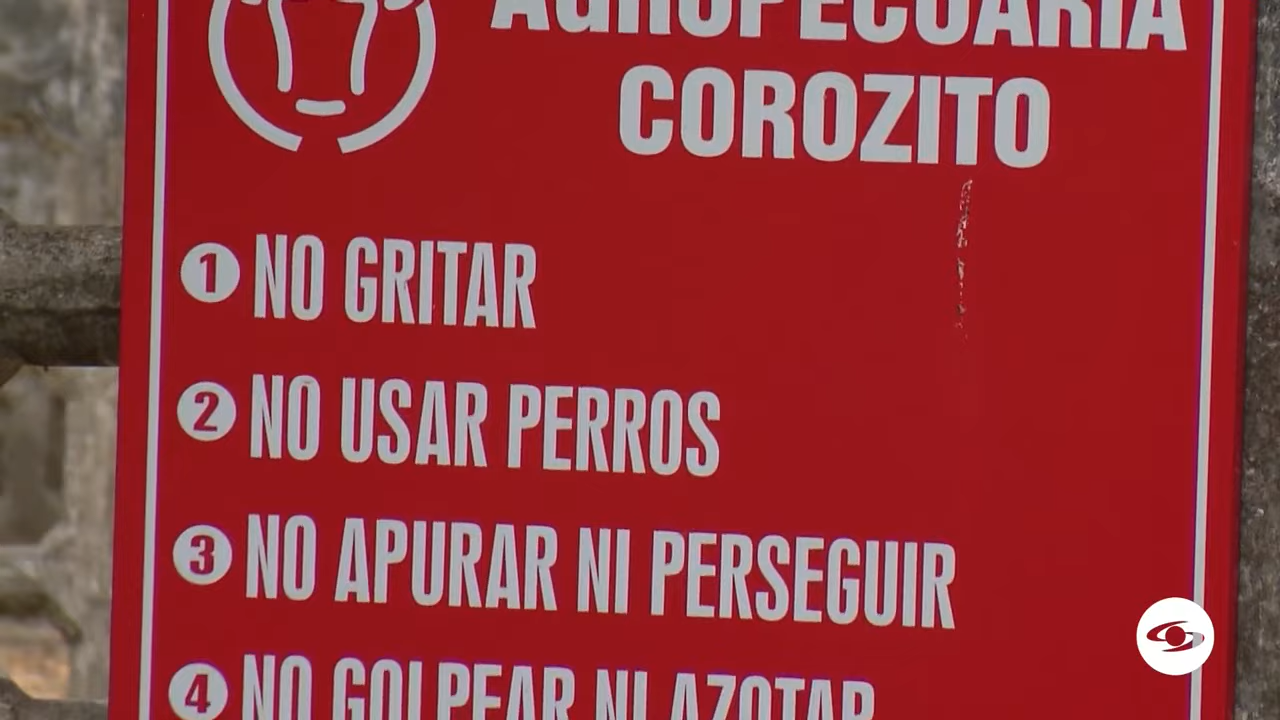 AGROPECUARIA
COROZITO
1 NO GRITAR
2 NO USAR PERROS
3 NO APURAR NI PERSEGUIR
4 NO GOLPEAR NI AZOTAR